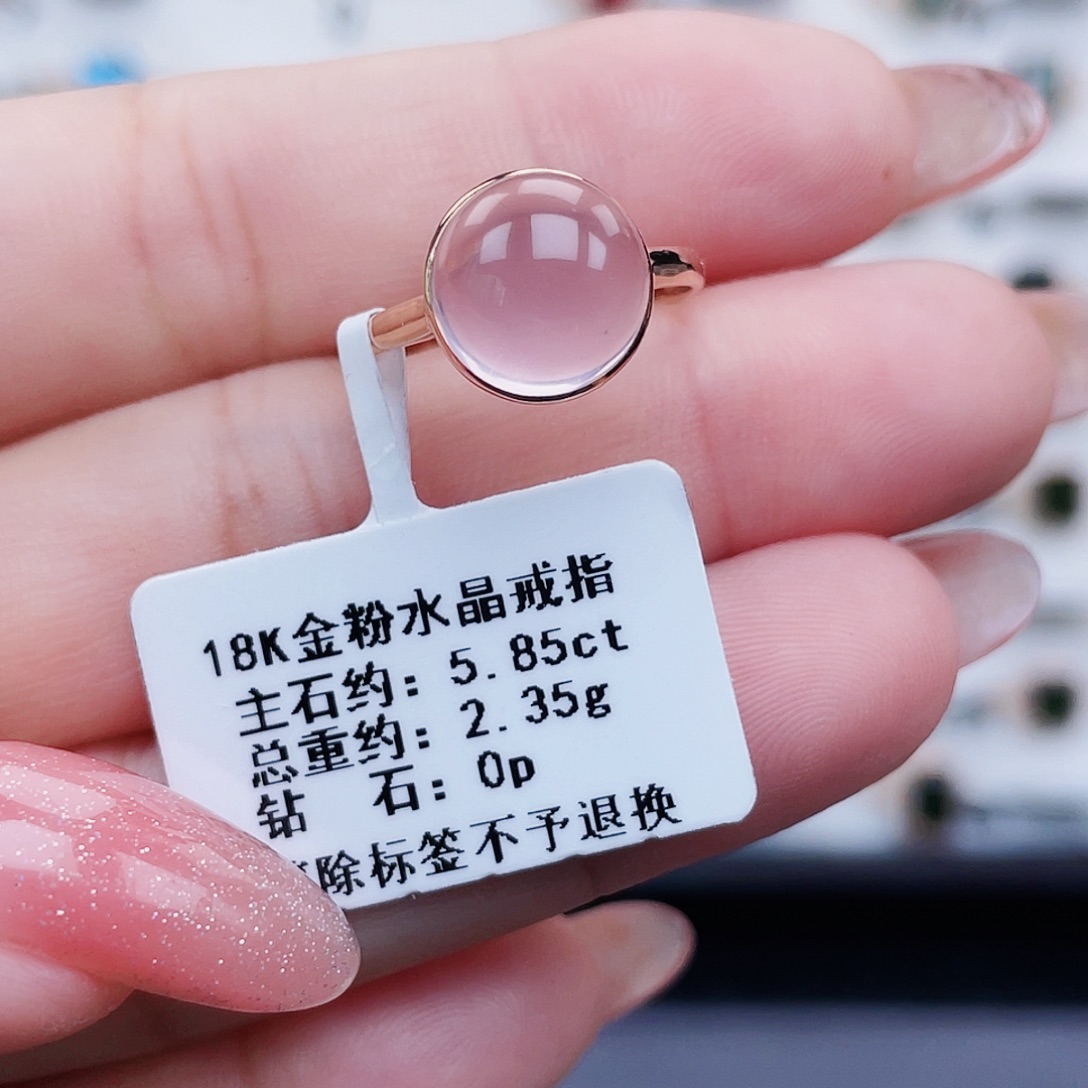 18K金粉水晶戒指
主石约：5.85ct
总重约：2.35g
钻 石：0p
除标签不予退换